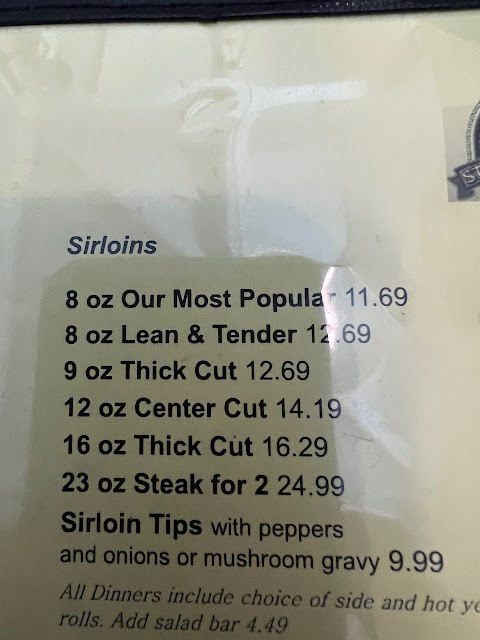 Sirloins
8 oz Our Most Popular 11.69
8 oz Lean & Tender 12.69
9 oz Thick Cut 12.69
12 oz Center Cut 14.19
16 oz Thick Cut 16.29
23 oz Steak for 2 24.99
Sirloin Tips with peppers
and onions or mushroom gravy 9.99
All Dinners include choice of side and hot
rolls. Add salad bar 4.49